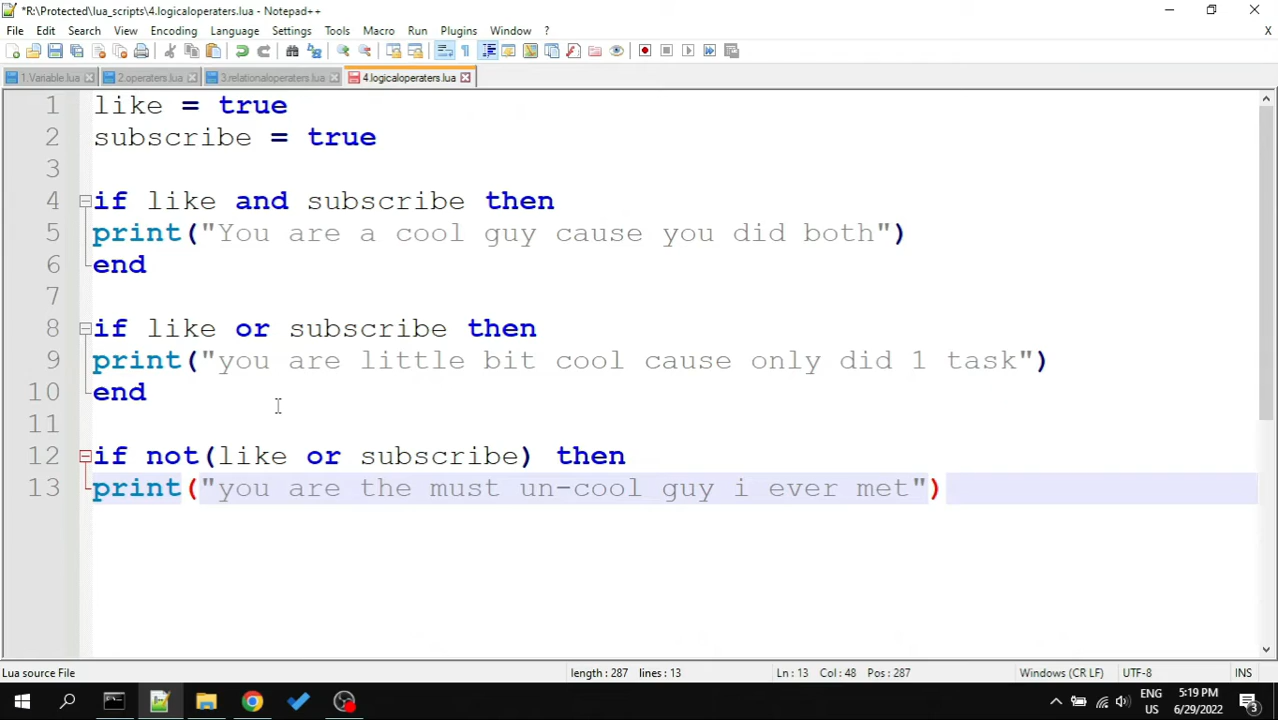 *R:\Protected\lua_scripts\4.logicaloperaters.lua - Notepad++
File Edit Search View Encoding Language Settings Tools Macro Run Plugins Window ?
X
1.Variable.lua 2.operaters.lua 3.relationaloperaters.lua 4.logicaloperaters.lua
1 like = true
2 subscribe = true
3
4 if like and subscribe then
5 print("You are a cool guy cause you did both")
6 end
7
8 if like or subscribe then
9 print("you are little bit cool cause only did 1 task")
10 end
11
12 if not(like or subscribe) then
13 print("you are the must un-cool guy i ever met")
Lua source File length : 287 lines : 13 Ln : 13 Col : 48 Pos : 287 Windows (CR LF) UTF-8 INS
ENG 5:19 PM
US 6/29/2022 3